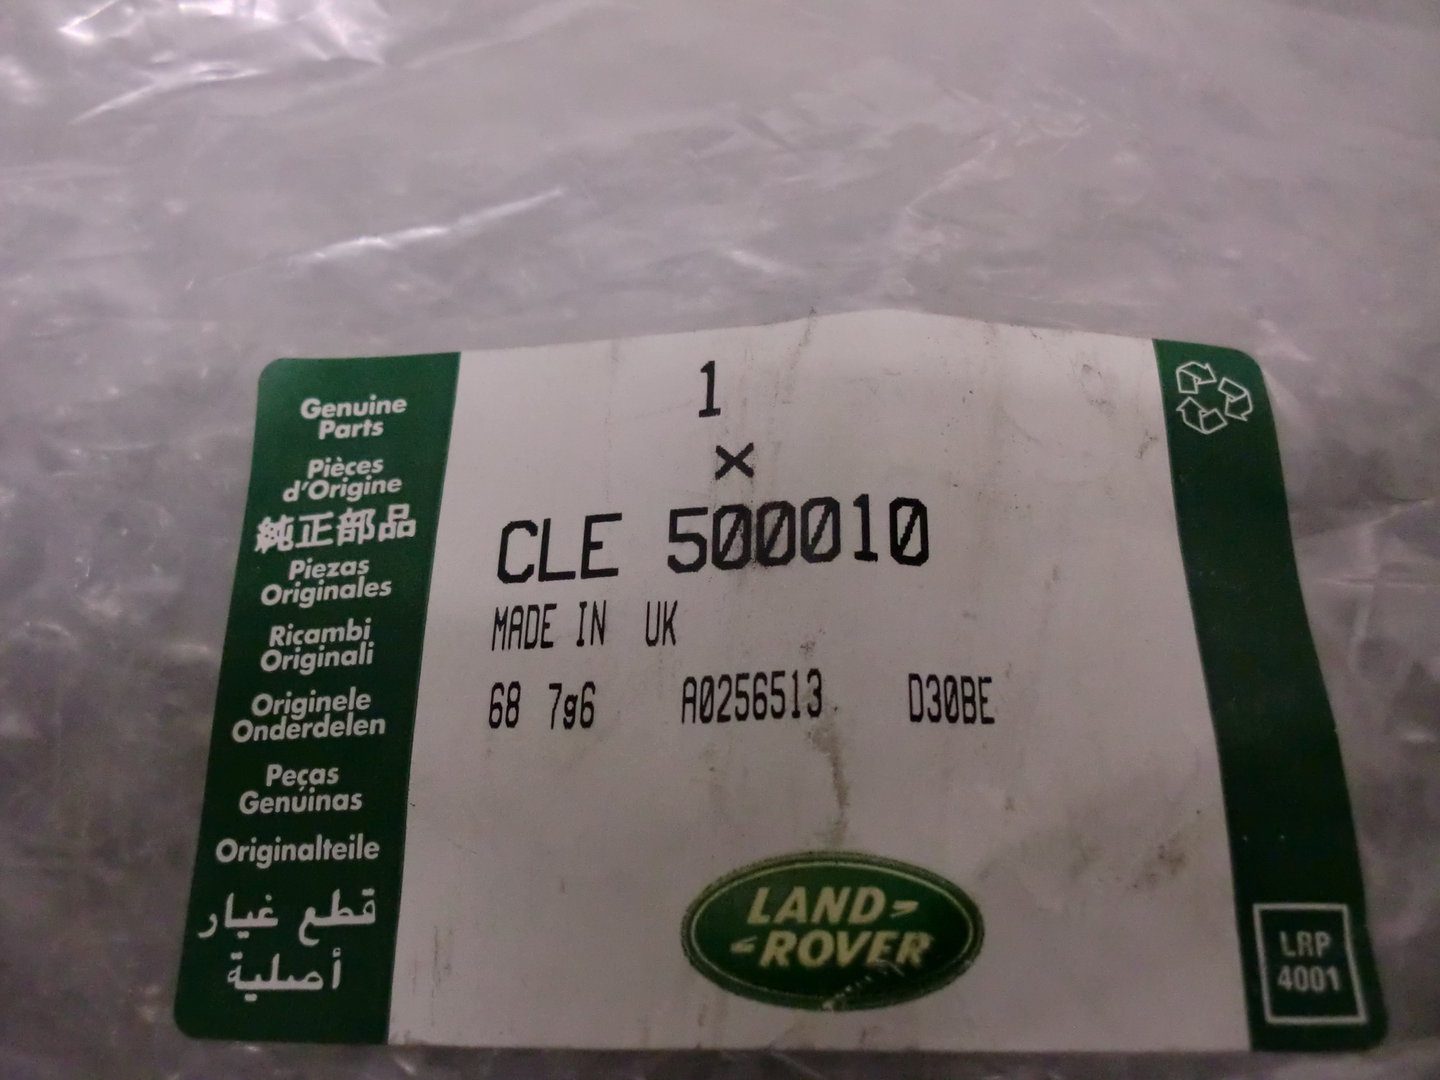 Genuine
Parts
Pièces
d'Origine
純正部品
Piezas
Originales
Ricambi
Originali
Originele
Onderdelen
Peças
Genúinas
Originalteile
قطع غيار
أصلية
1
×
CLE 500010
MADE IN UK
68 7g6 A0256513 D30BE
LAND
ROVER
LRP
4001